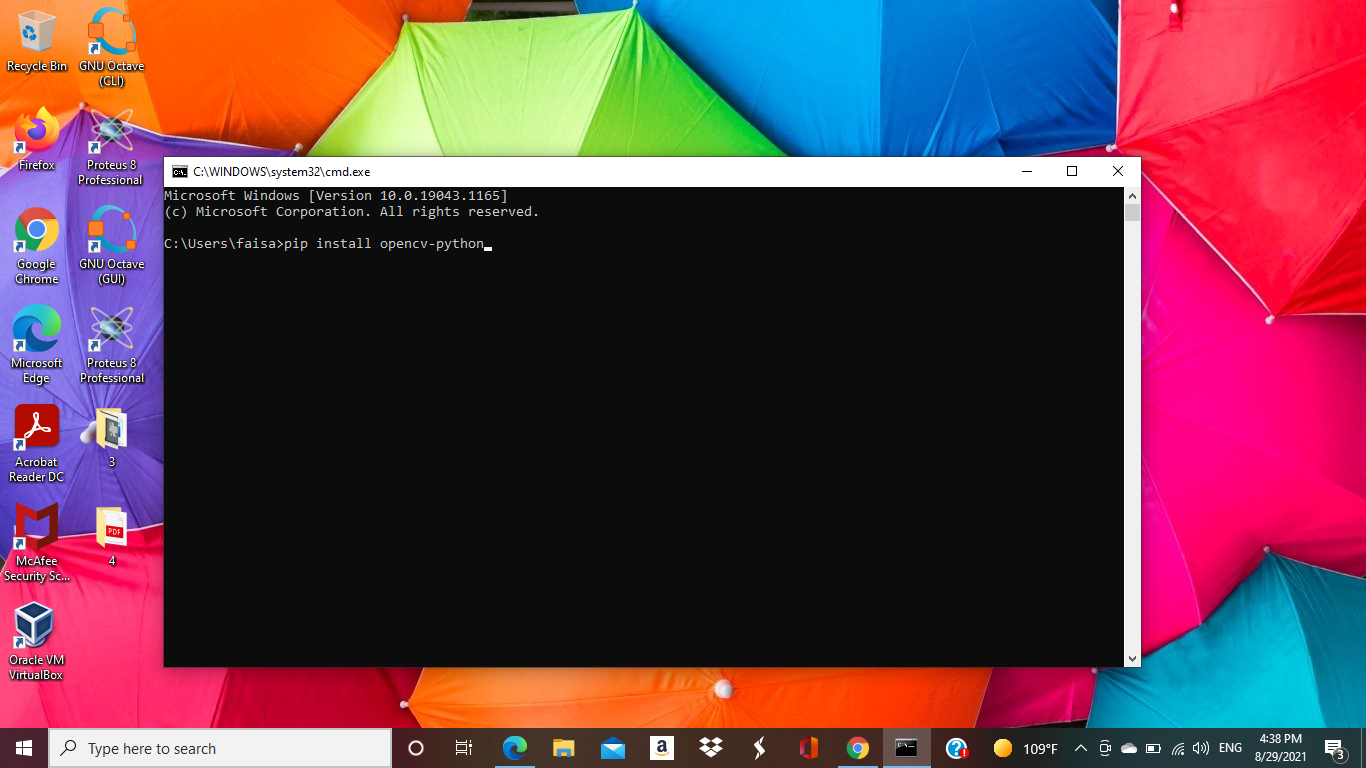 Recycle Bin
GNU Octave
(CLI)
Firefox
Proteus 8
Professional
Google
Chrome
GNU Octave
(GUI)
Microsoft
Edge
Proteus 8
Professional
Acrobat
Reader DC
3
McAfee
Security Sc...
PDF
4
Oracle VM
VirtualBox
C:\WINDOWS\system32\cmd.exe
Microsoft Windows [Version 10.0.19043.1165]
(c) Microsoft Corporation. All rights reserved.
C:\Users\faisa>pip install opencv-python
Type here to search
a
109°F
ENG
4:38 PM
8/29/2021
3